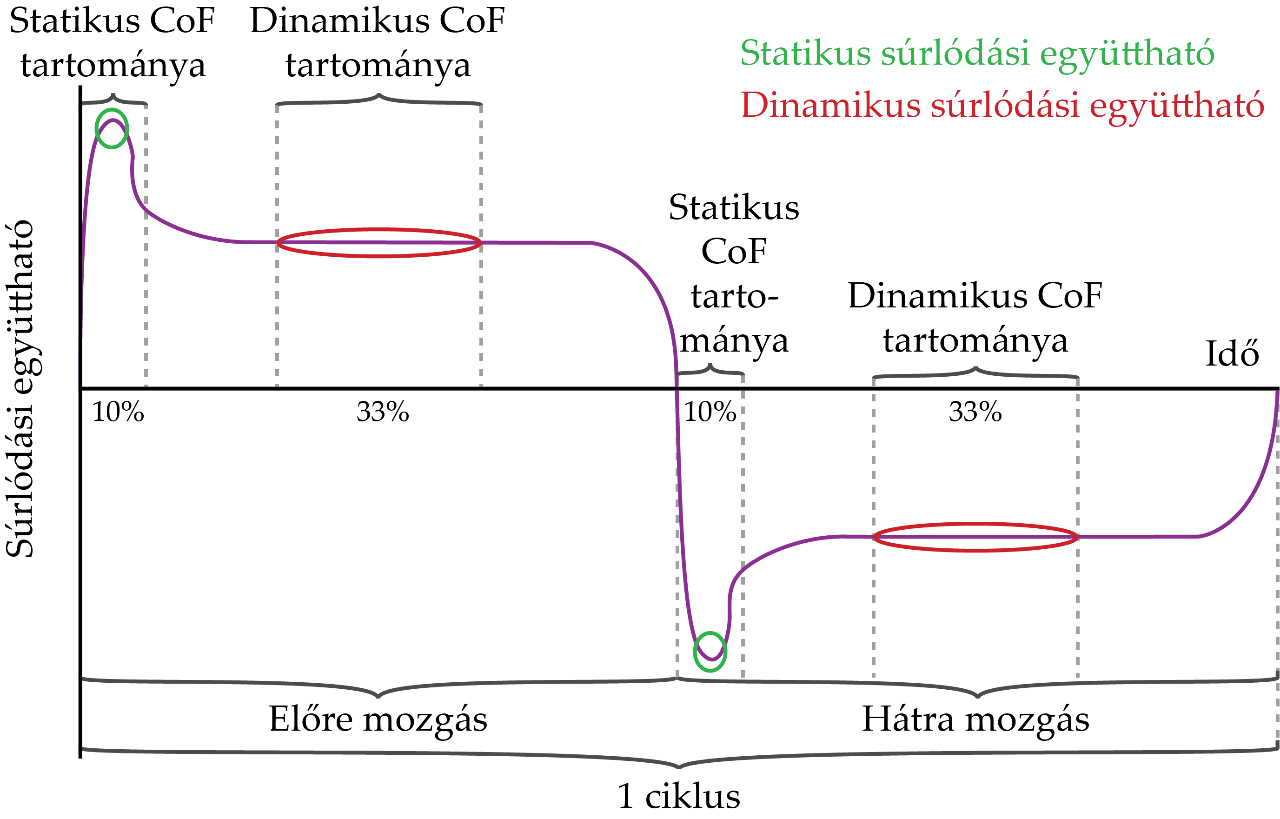 Statikus CoF
tartománya
Dinamikus CoF
tartománya
Statikus súrlódási együttható
Dinamikus súrlódási együttható
Súrlódási együttható
Statikus
CoF
tarto-
mánya
Dinamikus CoF
tartománya
Idő
10%
33%
10%
33%
Előre mozgás
Hátra mozgás
1 ciklus